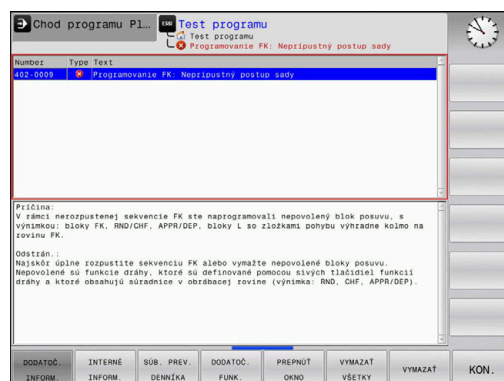 Chod programu Pl…
ERR
Test programu
Test programu
Programovanie FK: Neprípustný postup sady
Number Type Text
402-0009 Programovanie FK: Neprípustný postup sady
Príčina:
V rámci nerozpustenej sekvencie FK ste naprogramovali nepovolený blok posuvu, s
výnimkou: bloky FK, RND/CHF, APPR/DEP, bloky L so zložkami pohybu výhradne kolmo na
rovinu FK.
Odstrán.:
Najskôr úplne rozpustite sekvenciu FK alebo vymažte nepovolené bloky posuvu.
Nepovolené sú funkcie dráhy, ktoré sú definované pomocou sivých tlačidiel funkcií
dráhy a ktoré obsahujú súradnice v obrábacej rovine (výnimka: RND, CHF, APPR/DEP).
DODATOČ. INFORM.
INTERNÉ INFORM.
SÚB. PREV. DENNÍKA
DODATOČ. FUNK.
PREPNÚŤ OKNO
VYMAZAŤ VŠETKY
VYMAZAŤ
KON.